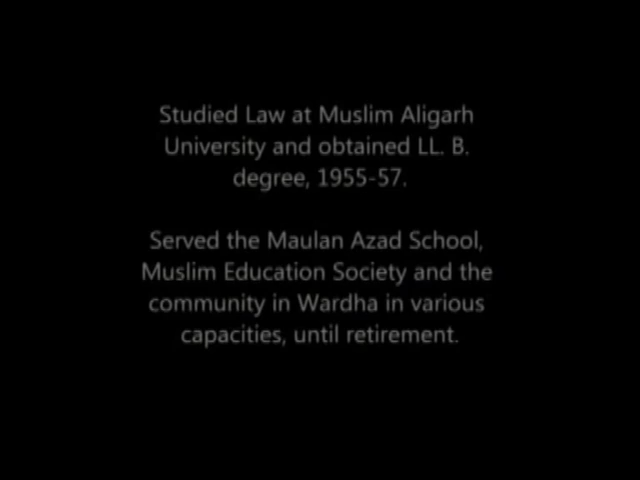 Studied Law at Muslim Aligarh
University and obtained LL. B.
degree, 1955-57.
Served the Maulan Azad School,
Muslim Education Society and the
community in Wardha in various
capacities, until retirement.